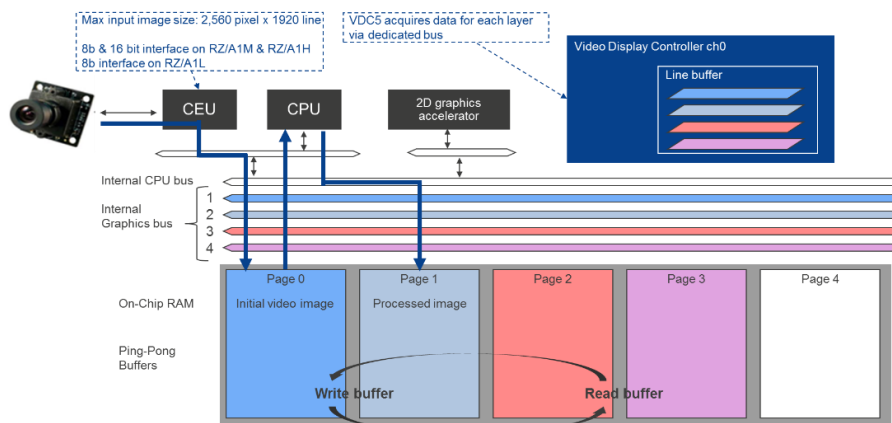 Max input image size: 2,560 pixel x 1920 line
8b & 16 bit interface on RZ/A1M & RZ/A1H
8b interface on RZ/A1L
VDC5 acquires data for each layer
via dedicated bus
Video Display Controller ch0
Line buffer
CEU
CPU
2D graphics
accelerator
Internal CPU bus
Internal
Graphics bus
1
2
3
4
On-Chip RAM
Ping-Pong
Buffers
Page 0
Initial video image
Page 1
Processed image
Page 2
Page 3
Page 4
Write buffer
Read buffer